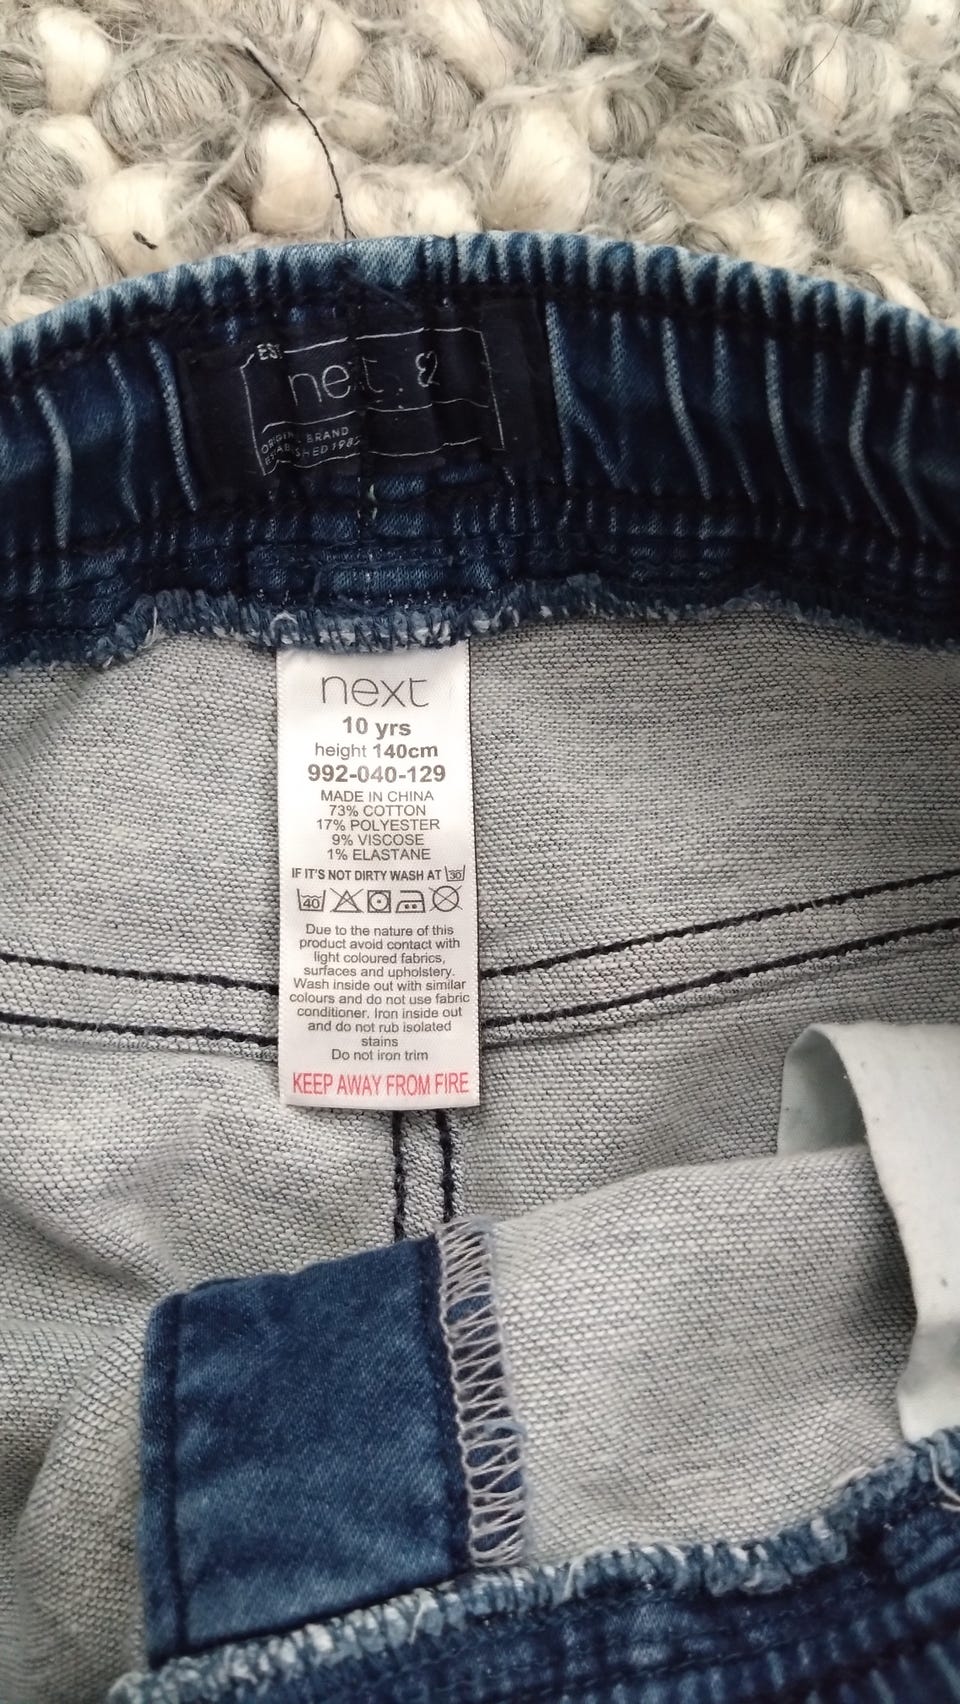 EST
next
ORIGINAL BRAND
ESTABLISHED 1982
next
10 yrs
height 140cm
992-040-129
MADE IN CHINA
73% COTTON
17% POLYESTER
9% VISCOSE
1% ELASTANE
IF IT'S NOT DIRTY WASH AT 30
40
Due to the nature of this
product avoid contact with
light coloured fabrics,
surfaces and upholstery.
Wash inside out with similar
colours and do not use fabric
conditioner. Iron inside out
and do not rub isolated
stains
Do not iron trim
KEEP AWAY FROM FIRE